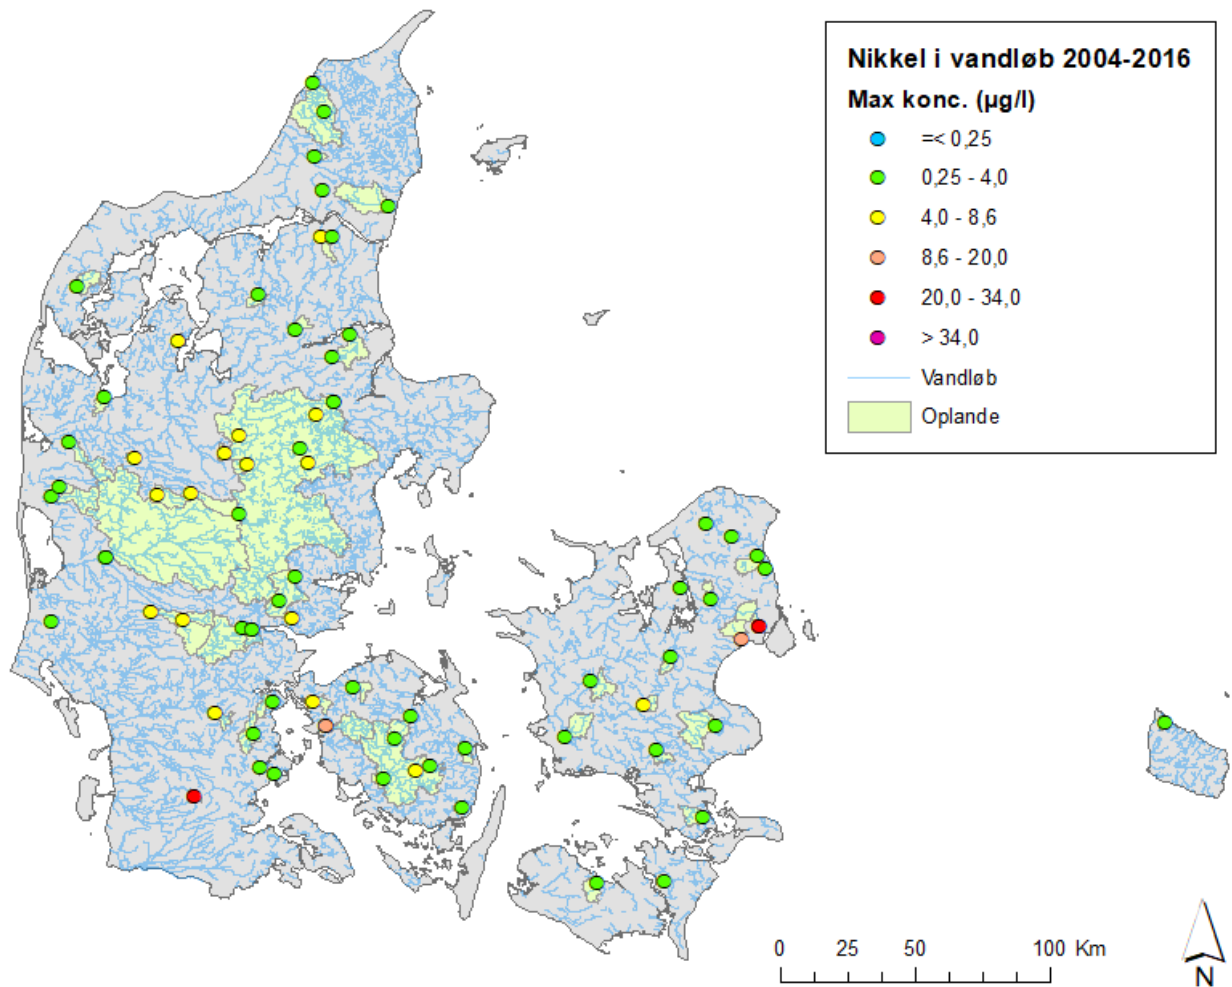 Nikkel i vandløb 2004-2016
Max konc. (µg/l)
=< 0,25
0,25 - 4,0
4,0 - 8,6
8,6 - 20,0
20,0 - 34,0
> 34,0
Vandløb
Oplande
0 25 50 100 Km
N